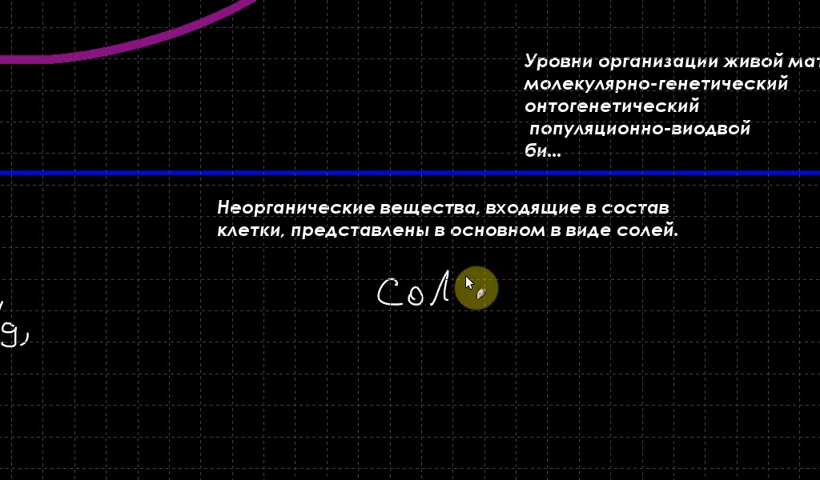 Уровни организации живой мат
молекулярно-генетический
онтогенетический
популяционно-виодвой
би...
Неорганические вещества, входящие в состав
клетки, представлены в основном в виде солей.
сол
g,